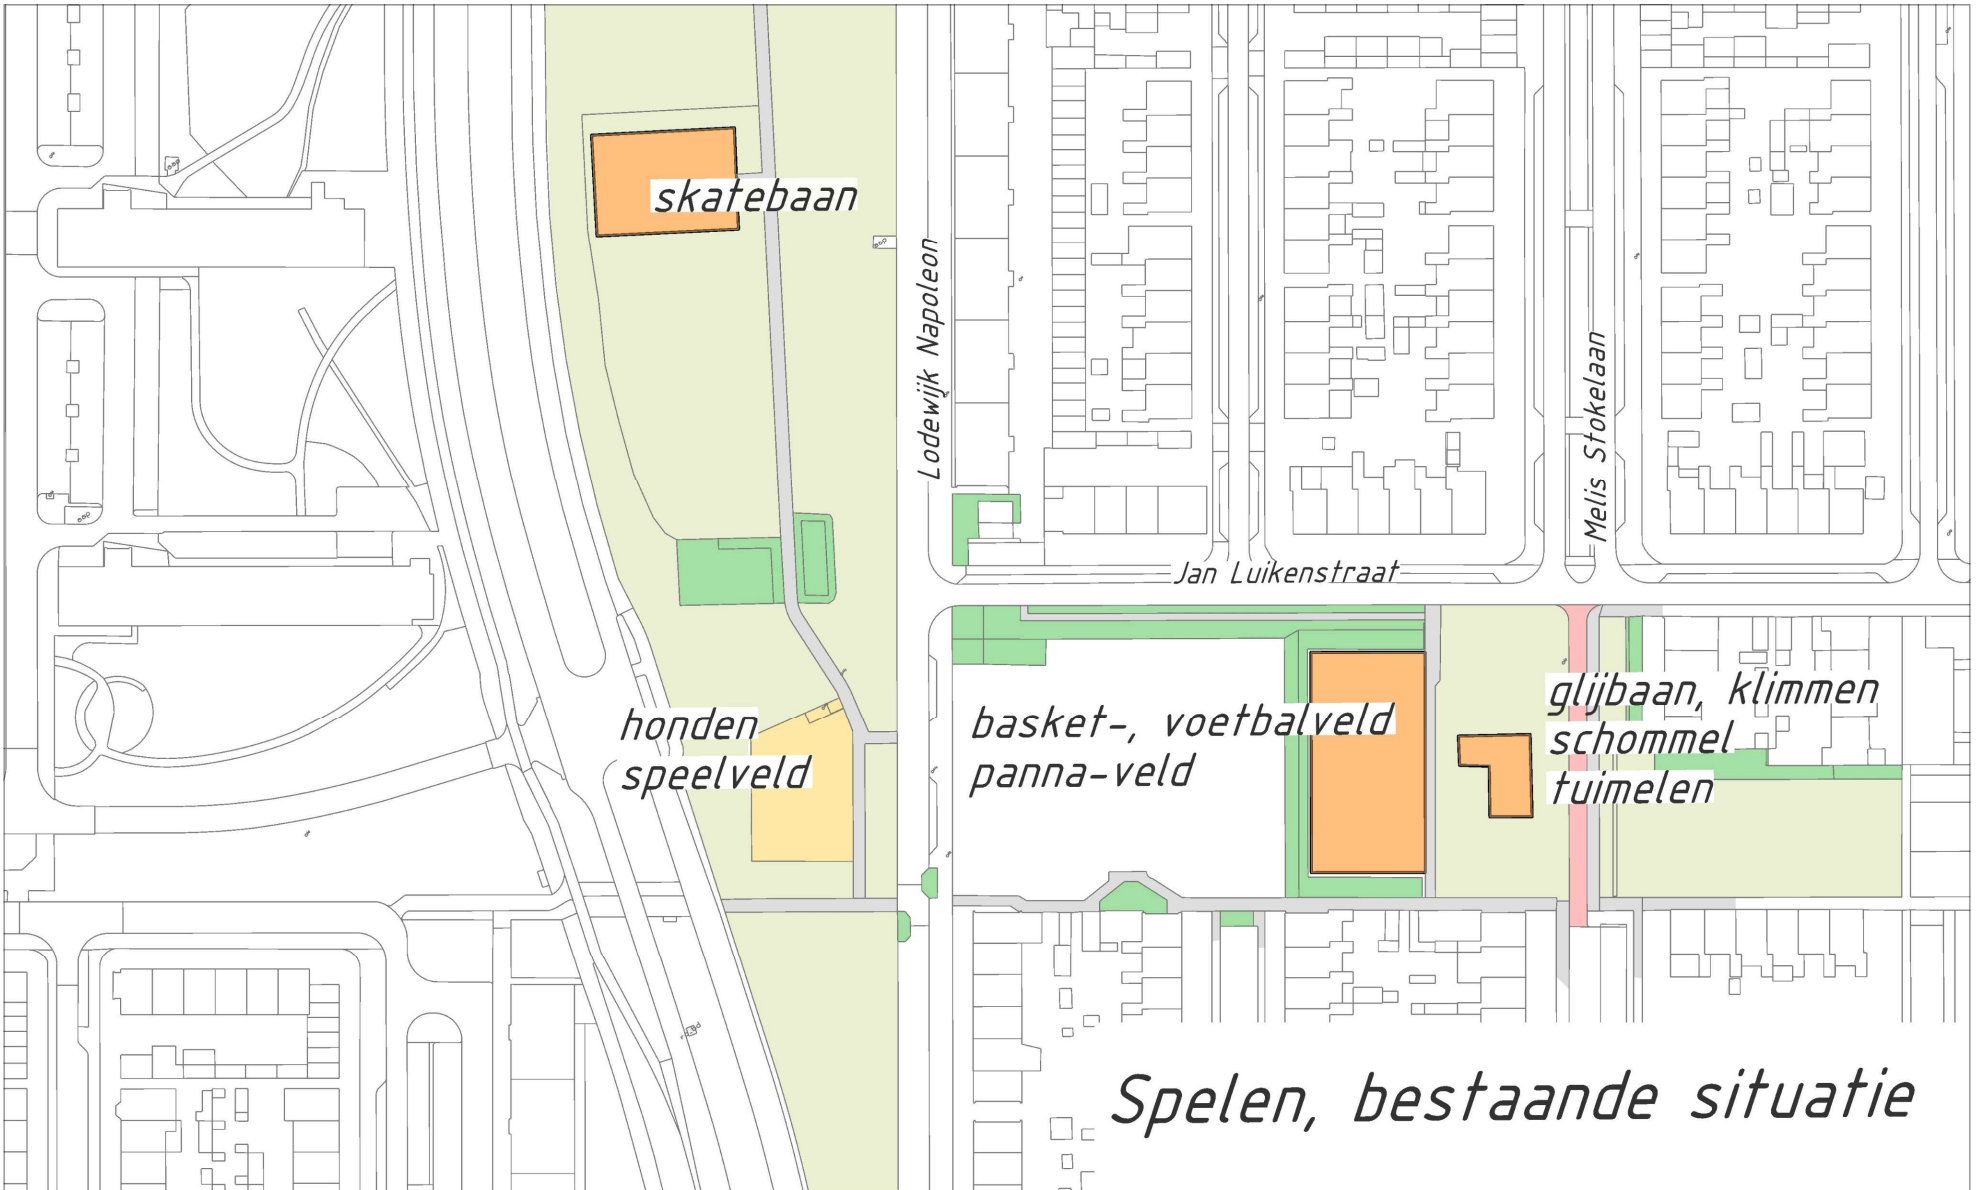 skatebaan
Lodewijk Napoleon
Melis Stokelaan
Jan Luikenstraat
honden
speelveld
basket-, voetbalveld
panna-veld
glijbaan, klimmen
schommel
tuimelen
Spelen, bestaande situatie